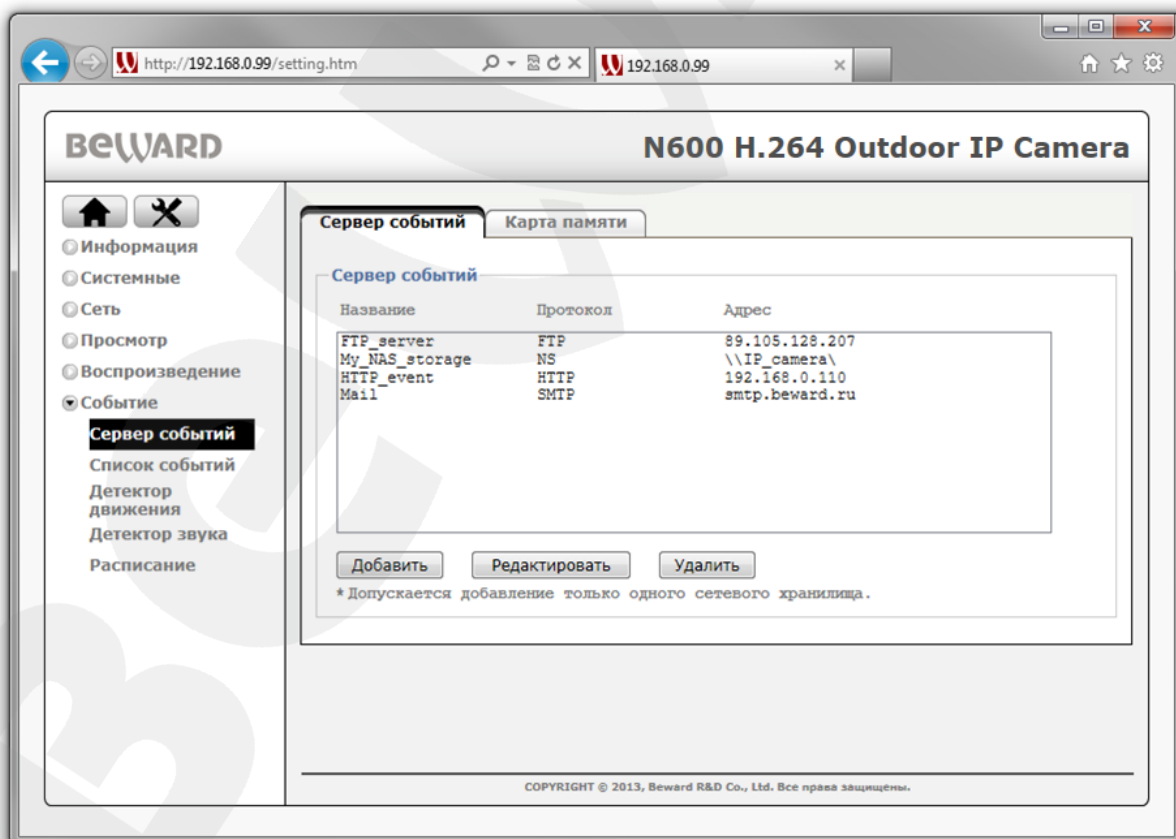 http://192.168.0.99/setting.htm
192.168.0.99
BEWARD
N600 H.264 Outdoor IP Camera
Информация
Системные
Сеть
Просмотр
Воспроизведение
Событие
Сервер событий
Список событий
Детектор
движения
Детектор звука
Расписание
Сервер событий Карта памяти
Сервер событий
Название Протокол Адрес
FTP_server FTP 89.105.128.207
My_NAS_storage NS \\IP_camera\
HTTP_event HTTP 192.168.0.110
Mail SMTP smtp.beward.ru
Добавить Редактировать Удалить
*Допускается добавление только одного сетевого хранилища.
COPYRIGHT © 2013, Beward R&D Co., Ltd. Все права защищены.